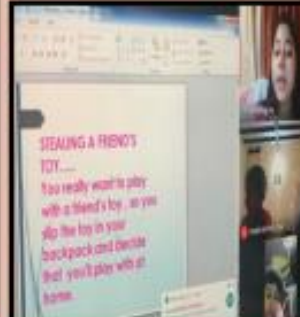 STEALING A FRIEND'S
TOY.....
You really want to play
with a friend's toy.. so you
slip the toy in your
backpack and decide
that you'll play with at
home.